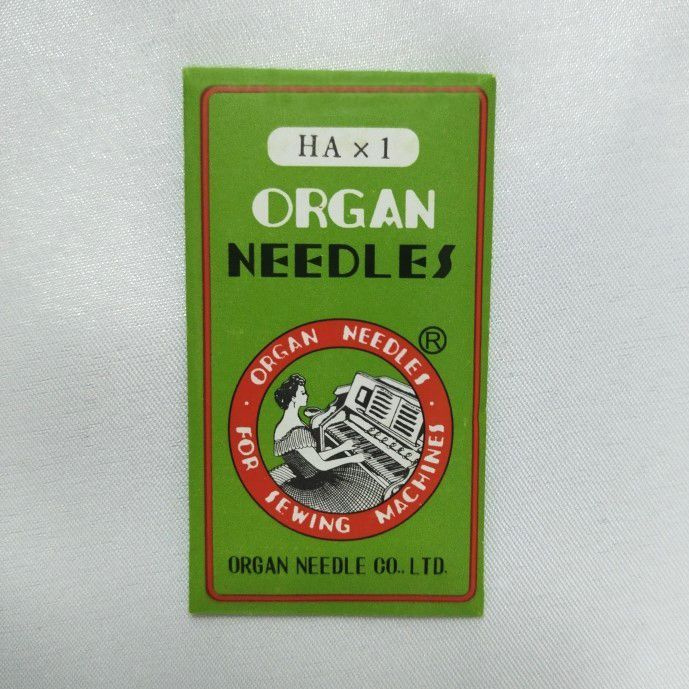 HA × 1
ORGAN
NEEDLES
· ORGAN NEEDLES ·
FOR SEWING MACHINES
®
ORGAN NEEDLE CO., LTD.